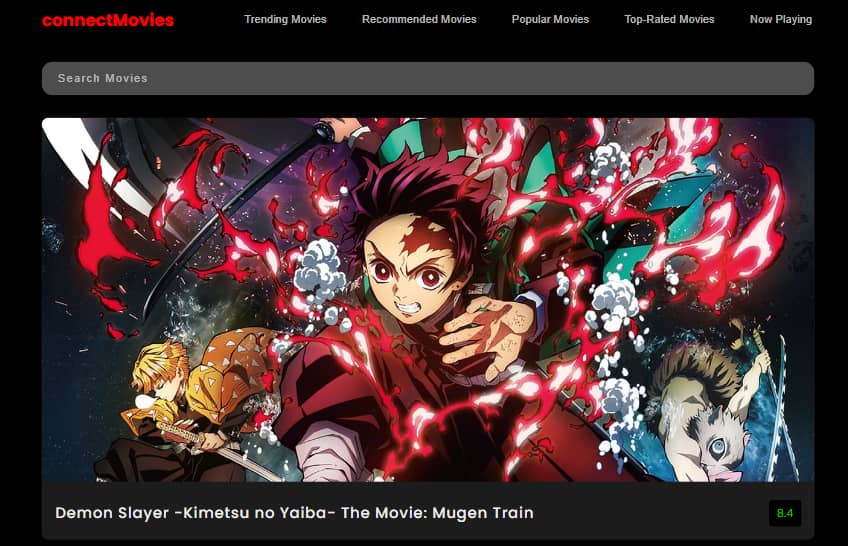 connectMovies Trending Movies Recommended Movies Popular Movies Top-Rated Movies Now Playing
Search Movies
Demon Slayer -Kimetsu no Yaiba- The Movie: Mugen Train 8.4